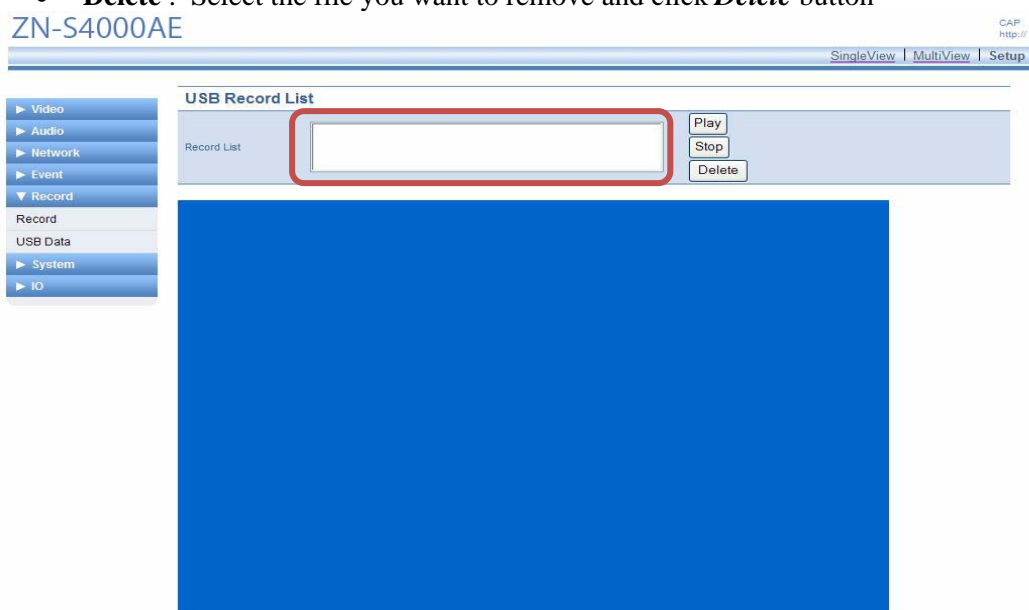 • Delete : Select the file you want to remove and click Delete button
ZN-S4000AE
CAP
http://
SingleView | MultiView | Setup
USB Record List
► Video
► Audio
► Network
► Event
▼ Record
Record
USB Data
► System
► IO
Record List
Play
Stop
Delete